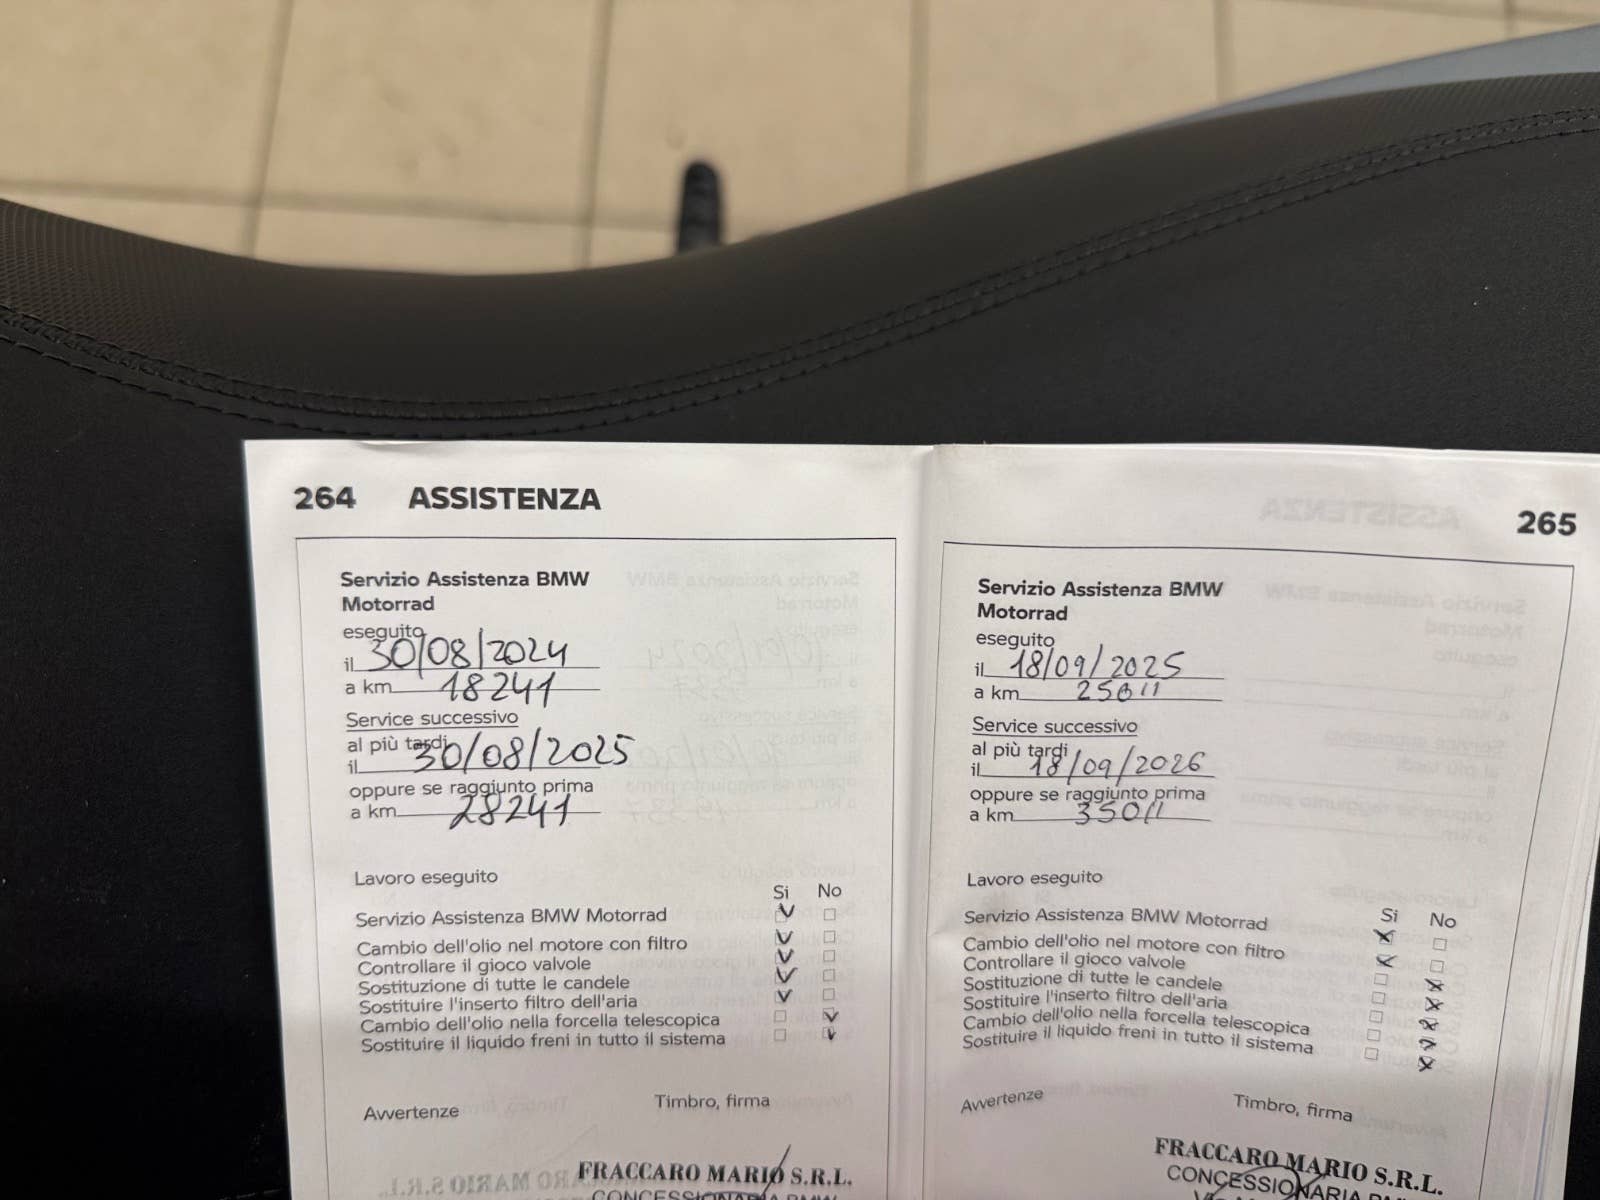 264 ASSISTENZA
Servizio Assistenza BMW
Motorrad
eseguito
il 30/08/2024
a km 18241
Service successivo
al più tardi
il 30/08/2025
oppure se raggiunto prima
a km 28241
Lavoro eseguito
Si No
Servizio Assistenza BMW Motorrad
Cambio dell'olio nel motore con filtro
Controllare il gioco valvole
Sostituzione di tutte le candele
Sostituire l'inserto filtro dell'aria
Cambio dell'olio nella forcella telescopica
Sostituire il liquido freni in tutto il sistema
Avvertenze
Timbro, firma
FRACCARO MARIO S.R.L.
CONCESSIONARIA BMW
265
Servizio Assistenza BMW
Motorrad
eseguito
il 18/09/2025
a km 25011
Service successivo
al più tardi
il 18/09/2026
oppure se raggiunto prima
a km 35011
Lavoro eseguito
Si No
Servizio Assistenza BMW Motorrad
Cambio dell'olio nel motore con filtro
Controllare il gioco valvole
Sostituzione di tutte le candele
Sostituire l'inserto filtro dell'aria
Cambio dell'olio nella forcella telescopica
Sostituire il liquido freni in tutto il sistema
Avvertenze
Timbro, firma
FRACCARO MARIO S.R.L.
CONCESSIONARIA BMW